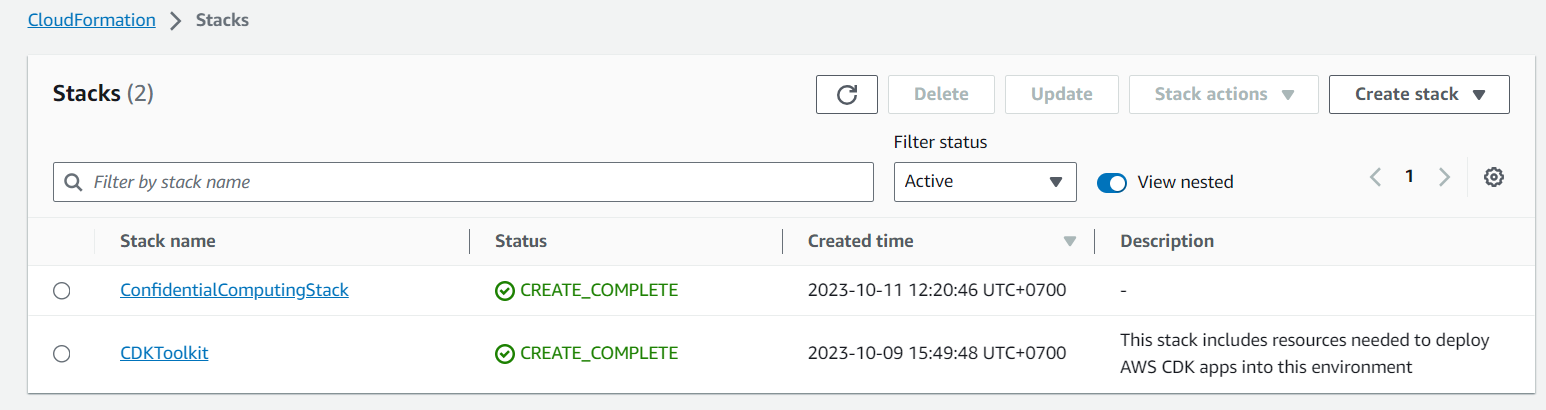 CloudFormation > Stacks
Stacks (2)
Delete
Update
Stack actions
Create stack
Filter status
Filter by stack name
Active
View nested
1
Stack name Status Created time Description
ConfidentialComputingStack CREATE_COMPLETE 2023-10-11 12:20:46 UTC+0700 -
CDKToolkit CREATE_COMPLETE 2023-10-09 15:49:48 UTC+0700 This stack includes resources needed to deploy
AWS CDK apps into this environment